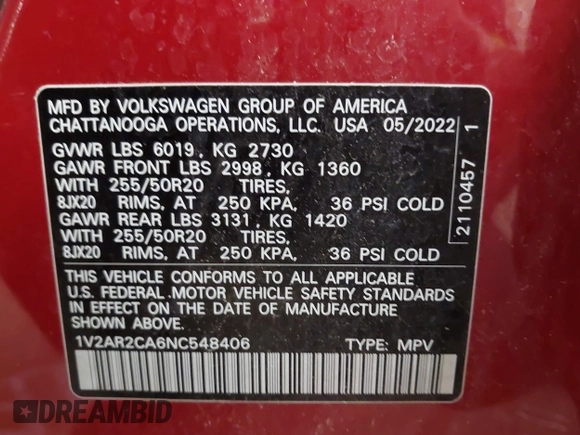 MFD BY VOLKSWAGEN GROUP OF AMERICA
CHATTANOOGA OPERATIONS, LLC. USA 05/2022
GVWR LBS 6019, KG 2730
GAWR FRONT LBS 2998, KG 1360
WITH 255/50R20 TIRES,
8JX20 RIMS, AT 250 KPA, 36 PSI COLD
GAWR REAR LBS 3131, KG 1420
WITH 255/50R20 TIRES,
8JX20 RIMS, AT 250 KPA, 36 PSI COLD
THIS VEHICLE CONFORMS TO ALL APPLICABLE
U.S. FEDERAL MOTOR VEHICLE SAFETY STANDARDS
IN EFFECT ON THE DATE OF MANUFACTURE
SHOWN ABOVE.
1V2AR2CA6NC548406 TYPE: MPV
2110457 1
DREAMBID